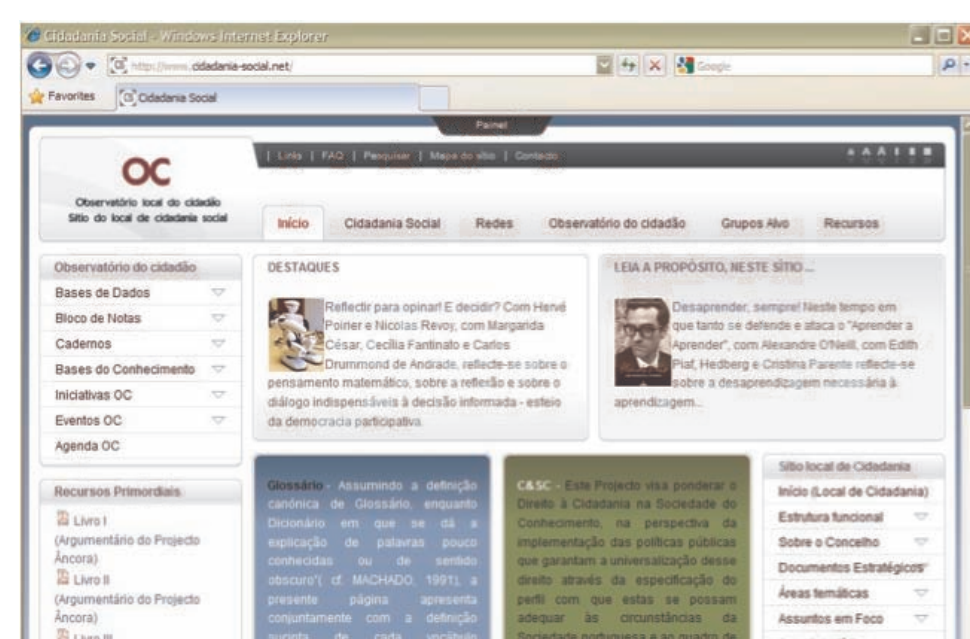 Cidadania Social - Windows Internet Explorer
http://www.cidadania-social.net/
Google
Favorites
Cidadania Social
Painel
| Links | FAQ | Pesquisar | Mapa do sítio | Contacto
OC
Observatório local do cidadão
Sítio do local de cidadania social
Início Cidadania Social Redes Observatório do cidadão Grupos Alvo Recursos
Observatório do cidadão
Bases de Dados
Bloco de Notas
Cadernos
Bases do Conhecimento
Iniciativas OC
Eventos OC
Agenda OC
Recursos Primordiais
Livro I
(Argumentário do Projecto
Âncora)
Livro II
(Argumentário do Projecto
Âncora)
Livro III
DESTAQUES
Reflectir para opinar! E decidir? Com Hervé
Poirier e Nicolas Revoy, com Margarida
César, Cecília Fantinato e Carlos
Drummond de Andrade, reflecte-se sobre o
pensamento matemático, sobre a reflexão e sobre o
diálogo indispensáveis à decisão informada - esteio
da democracia participativa.
LEIA A PROPÓSITO, NESTE SÍTIO ...
Desaprender, sempre! Neste tempo em
que tanto se defende e ataca o "Aprender a
Aprender", com Alexandre O'Neill, com Edith
Piaf, Hedberg e Cristina Parente reflecte-se
sobre a desaprendizagem necessária à
aprendizagem...
Glossário - Assumindo a definição
canónica de Glossário, enquanto
Dicionário em que se dá a
explicação de palavras pouco
conhecidas ou de sentido
obscuro"( cf. MACHADO, 1991), a
presente página apresenta
conjuntamente com a definição
sucinta de cada vocábulo
C&SC - Este Projecto visa ponderar o
Direito à Cidadania na Sociedade do
Conhecimento, na perspectiva da
implementação das políticas públicas
que garantam a universalização desse
direito através da especificação do
perfil com que estas se possam
adequar às circunstâncias da
Sociedade portuguesa e ao quadro de
Sítio local de Cidadania
Início (Local de Cidadania)
Estrutura funcional
Sobre o Concelho
Documentos Estratégicos
Áreas temáticas
Assuntos em Foco